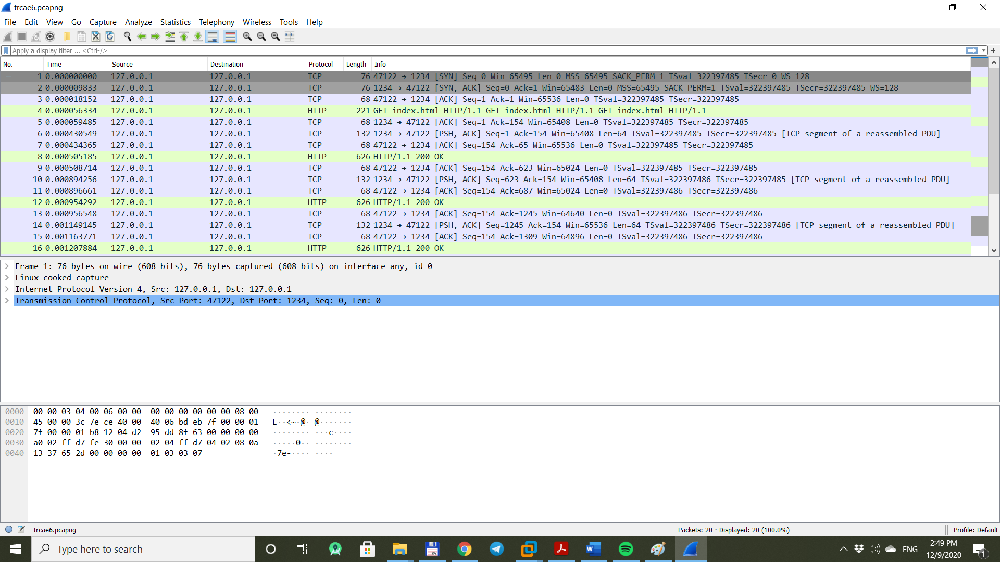 trcae6.pcapng
File Edit View Go Capture Analyze Statistics Telephony Wireless Tools Help
Apply a display filter ... <Ctrl-/>
No. Time Source Destination Protocol Length Info
1 0.000000000 127.0.0.1 127.0.0.1 TCP 76 47122 → 1234 [SYN] Seq=0 Win=65495 Len=0 MSS=65495 SACK_PERM=1 TSval=322397485 TSecr=0 WS=128
2 0.000009833 127.0.0.1 127.0.0.1 TCP 76 1234 → 47122 [SYN, ACK] Seq=0 Ack=1 Win=65483 Len=0 MSS=65495 SACK_PERM=1 TSval=322397485 TSecr=322397485 WS=128
3 0.000018152 127.0.0.1 127.0.0.1 TCP 68 47122 → 1234 [ACK] Seq=1 Ack=1 Win=65536 Len=0 TSval=322397485 TSecr=322397485
4 0.000056334 127.0.0.1 127.0.0.1 HTTP 221 GET index.html HTTP/1.1 GET index.html HTTP/1.1 GET index.html HTTP/1.1
5 0.000059485 127.0.0.1 127.0.0.1 TCP 68 1234 → 47122 [ACK] Seq=1 Ack=154 Win=65408 Len=0 TSval=322397485 TSecr=322397485
6 0.000430549 127.0.0.1 127.0.0.1 TCP 132 1234 → 47122 [PSH, ACK] Seq=1 Ack=154 Win=65408 Len=64 TSval=322397485 TSecr=322397485 [TCP segment of a reassembled PDU]
7 0.000434365 127.0.0.1 127.0.0.1 TCP 68 47122 → 1234 [ACK] Seq=154 Ack=65 Win=65536 Len=0 TSval=322397485 TSecr=322397485
8 0.000505185 127.0.0.1 127.0.0.1 HTTP 626 HTTP/1.1 200 OK
9 0.000508714 127.0.0.1 127.0.0.1 TCP 68 47122 → 1234 [ACK] Seq=154 Ack=623 Win=65024 Len=0 TSval=322397485 TSecr=322397485
10 0.000894256 127.0.0.1 127.0.0.1 TCP 132 1234 → 47122 [PSH, ACK] Seq=623 Ack=154 Win=65408 Len=64 TSval=322397486 TSecr=322397485 [TCP segment of a reassembled PDU]
11 0.000896661 127.0.0.1 127.0.0.1 TCP 68 47122 → 1234 [ACK] Seq=154 Ack=687 Win=65024 Len=0 TSval=322397486 TSecr=322397486
12 0.000954292 127.0.0.1 127.0.0.1 HTTP 626 HTTP/1.1 200 OK
13 0.000956548 127.0.0.1 127.0.0.1 TCP 68 47122 → 1234 [ACK] Seq=154 Ack=1245 Win=64640 Len=0 TSval=322397486 TSecr=322397486
14 0.001149145 127.0.0.1 127.0.0.1 TCP 132 1234 → 47122 [PSH, ACK] Seq=1245 Ack=154 Win=65536 Len=64 TSval=322397486 TSecr=322397486 [TCP segment of a reassembled PDU]
15 0.001163771 127.0.0.1 127.0.0.1 TCP 68 47122 → 1234 [ACK] Seq=154 Ack=1309 Win=64896 Len=0 TSval=322397486 TSecr=322397486
16 0.001207884 127.0.0.1 127.0.0.1 HTTP 626 HTTP/1.1 200 OK
Frame 1: 76 bytes on wire (608 bits), 76 bytes captured (608 bits) on interface any, id 0
Linux cooked capture
Internet Protocol Version 4, Src: 127.0.0.1, Dst: 127.0.0.1
Transmission Control Protocol, Src Port: 47122, Dst Port: 1234, Seq: 0, Len: 0
0000 00 00 03 04 00 06 00 00 00 00 00 00 00 00 08 00 ········ ········
0010 45 00 00 3c 7e ce 40 00 40 06 bd eb 7f 00 00 01 E··<~·@· @·······
0020 7f 00 00 01 b8 12 04 d2 95 dd 8f 63 00 00 00 00 ········ ···c····
0030 a0 02 ff d7 fe 30 00 00 02 04 ff d7 04 02 08 0a ·····0·· ········
0040 13 37 65 2d 00 00 00 00 01 03 03 07 ·7e-···· ····
trcae6.pcapng
Packets: 20 · Displayed: 20 (100.0%)
Profile: Default
Type here to search
64
W
ENG
2:49 PM
12/9/2020
1